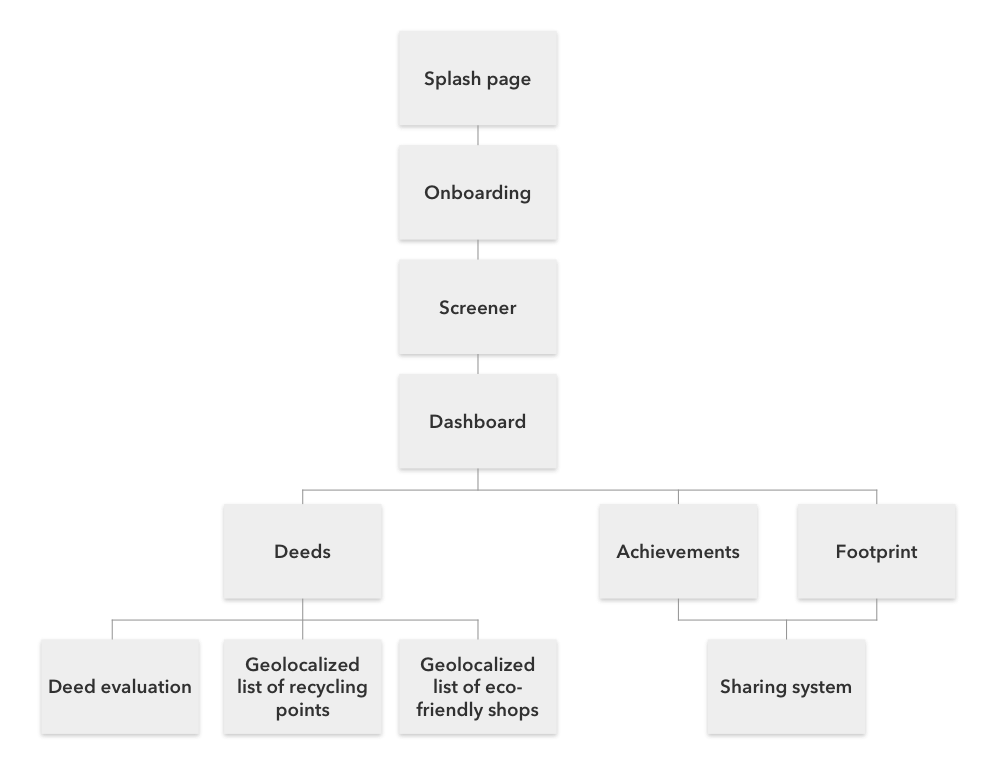 Splash page
Onboarding
Screener
Dashboard
Deeds
Achievements
Footprint
Deed evaluation
Geolocalized
list of recycling
points
Geolocalized
list of eco-
friendly shops
Sharing system